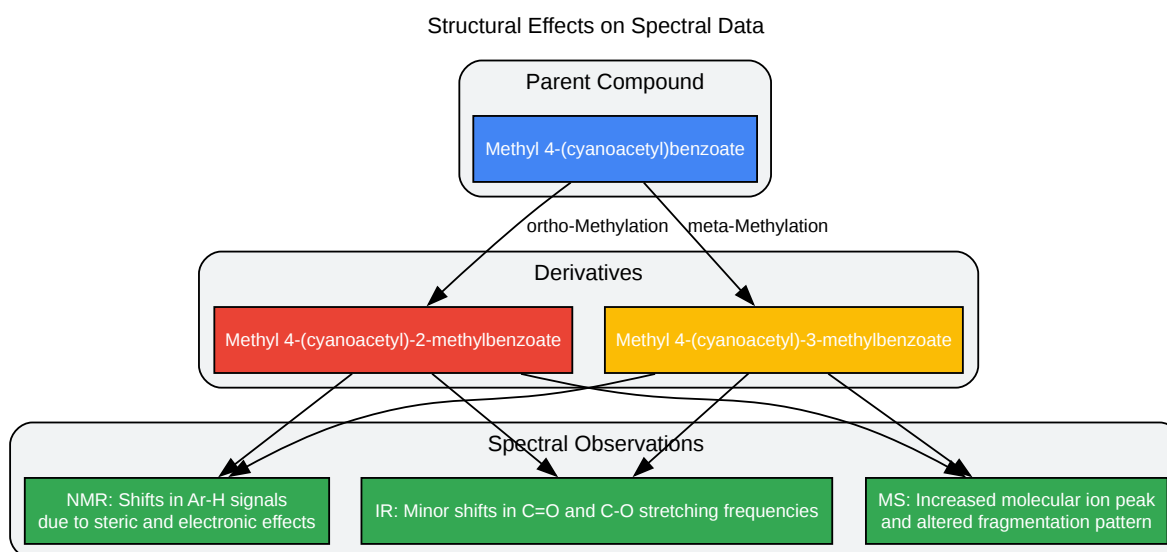 Structural Effects on Spectral Data
Parent Compound
Methyl 4-(cyanoacetyl)benzoate
ortho-Methylation
meta-Methylation
Derivatives
Methyl 4-(cyanoacetyl)-2-methylbenzoate
Methyl 4-(cyanoacetyl)-3-methylbenzoate
Spectral Observations
NMR: Shifts in Ar-H signals
due to steric and electronic effects
IR: Minor shifts in C=O and C-O stretching frequencies
MS: Increased molecular ion peak
and altered fragmentation pattern